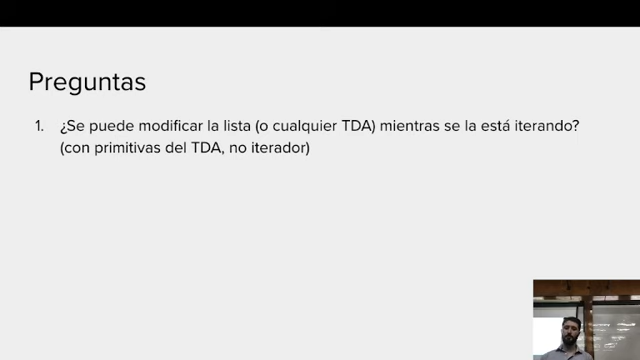 Preguntas
1. ¿Se puede modificar la lista (o cualquier TDA) mientras se la está iterando?
(con primitivas del TDA, no iterador)